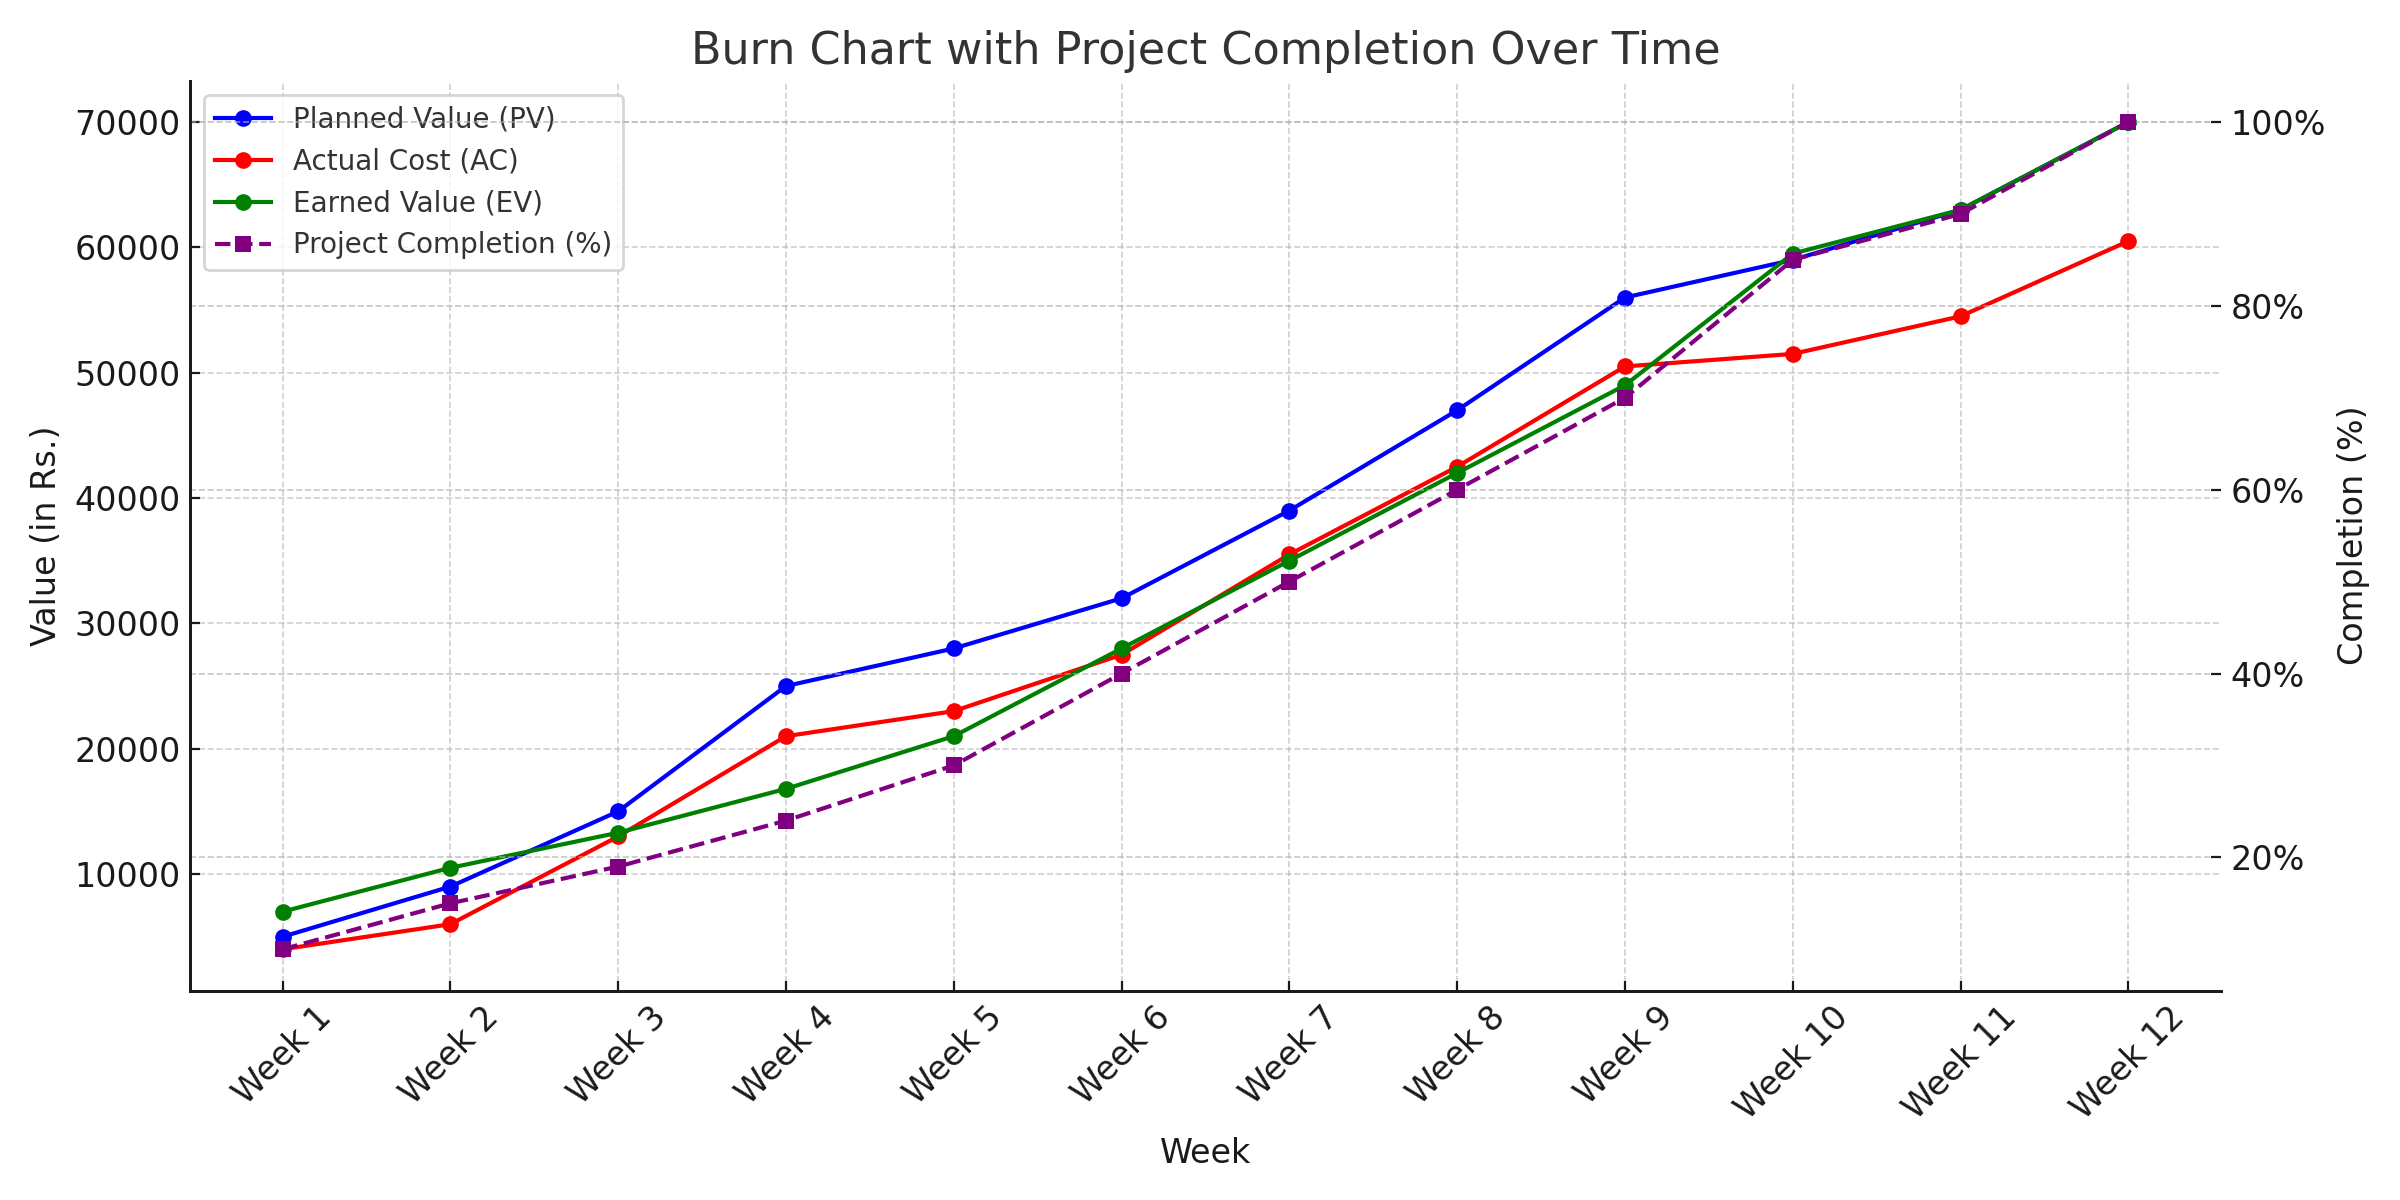 Burn Chart with Project Completion Over Time
Planned Value (PV)
Actual Cost (AC)
Earned Value (EV)
Project Completion (%)
Value (in Rs.)
70000
60000
50000
40000
30000
20000
10000
100%
80%
60%
40%
20%
Completion (%)
Week 1
Week 2
Week 3
Week 4
Week 5
Week 6
Week 7
Week 8
Week 9
Week 10
Week 11
Week 12
Week